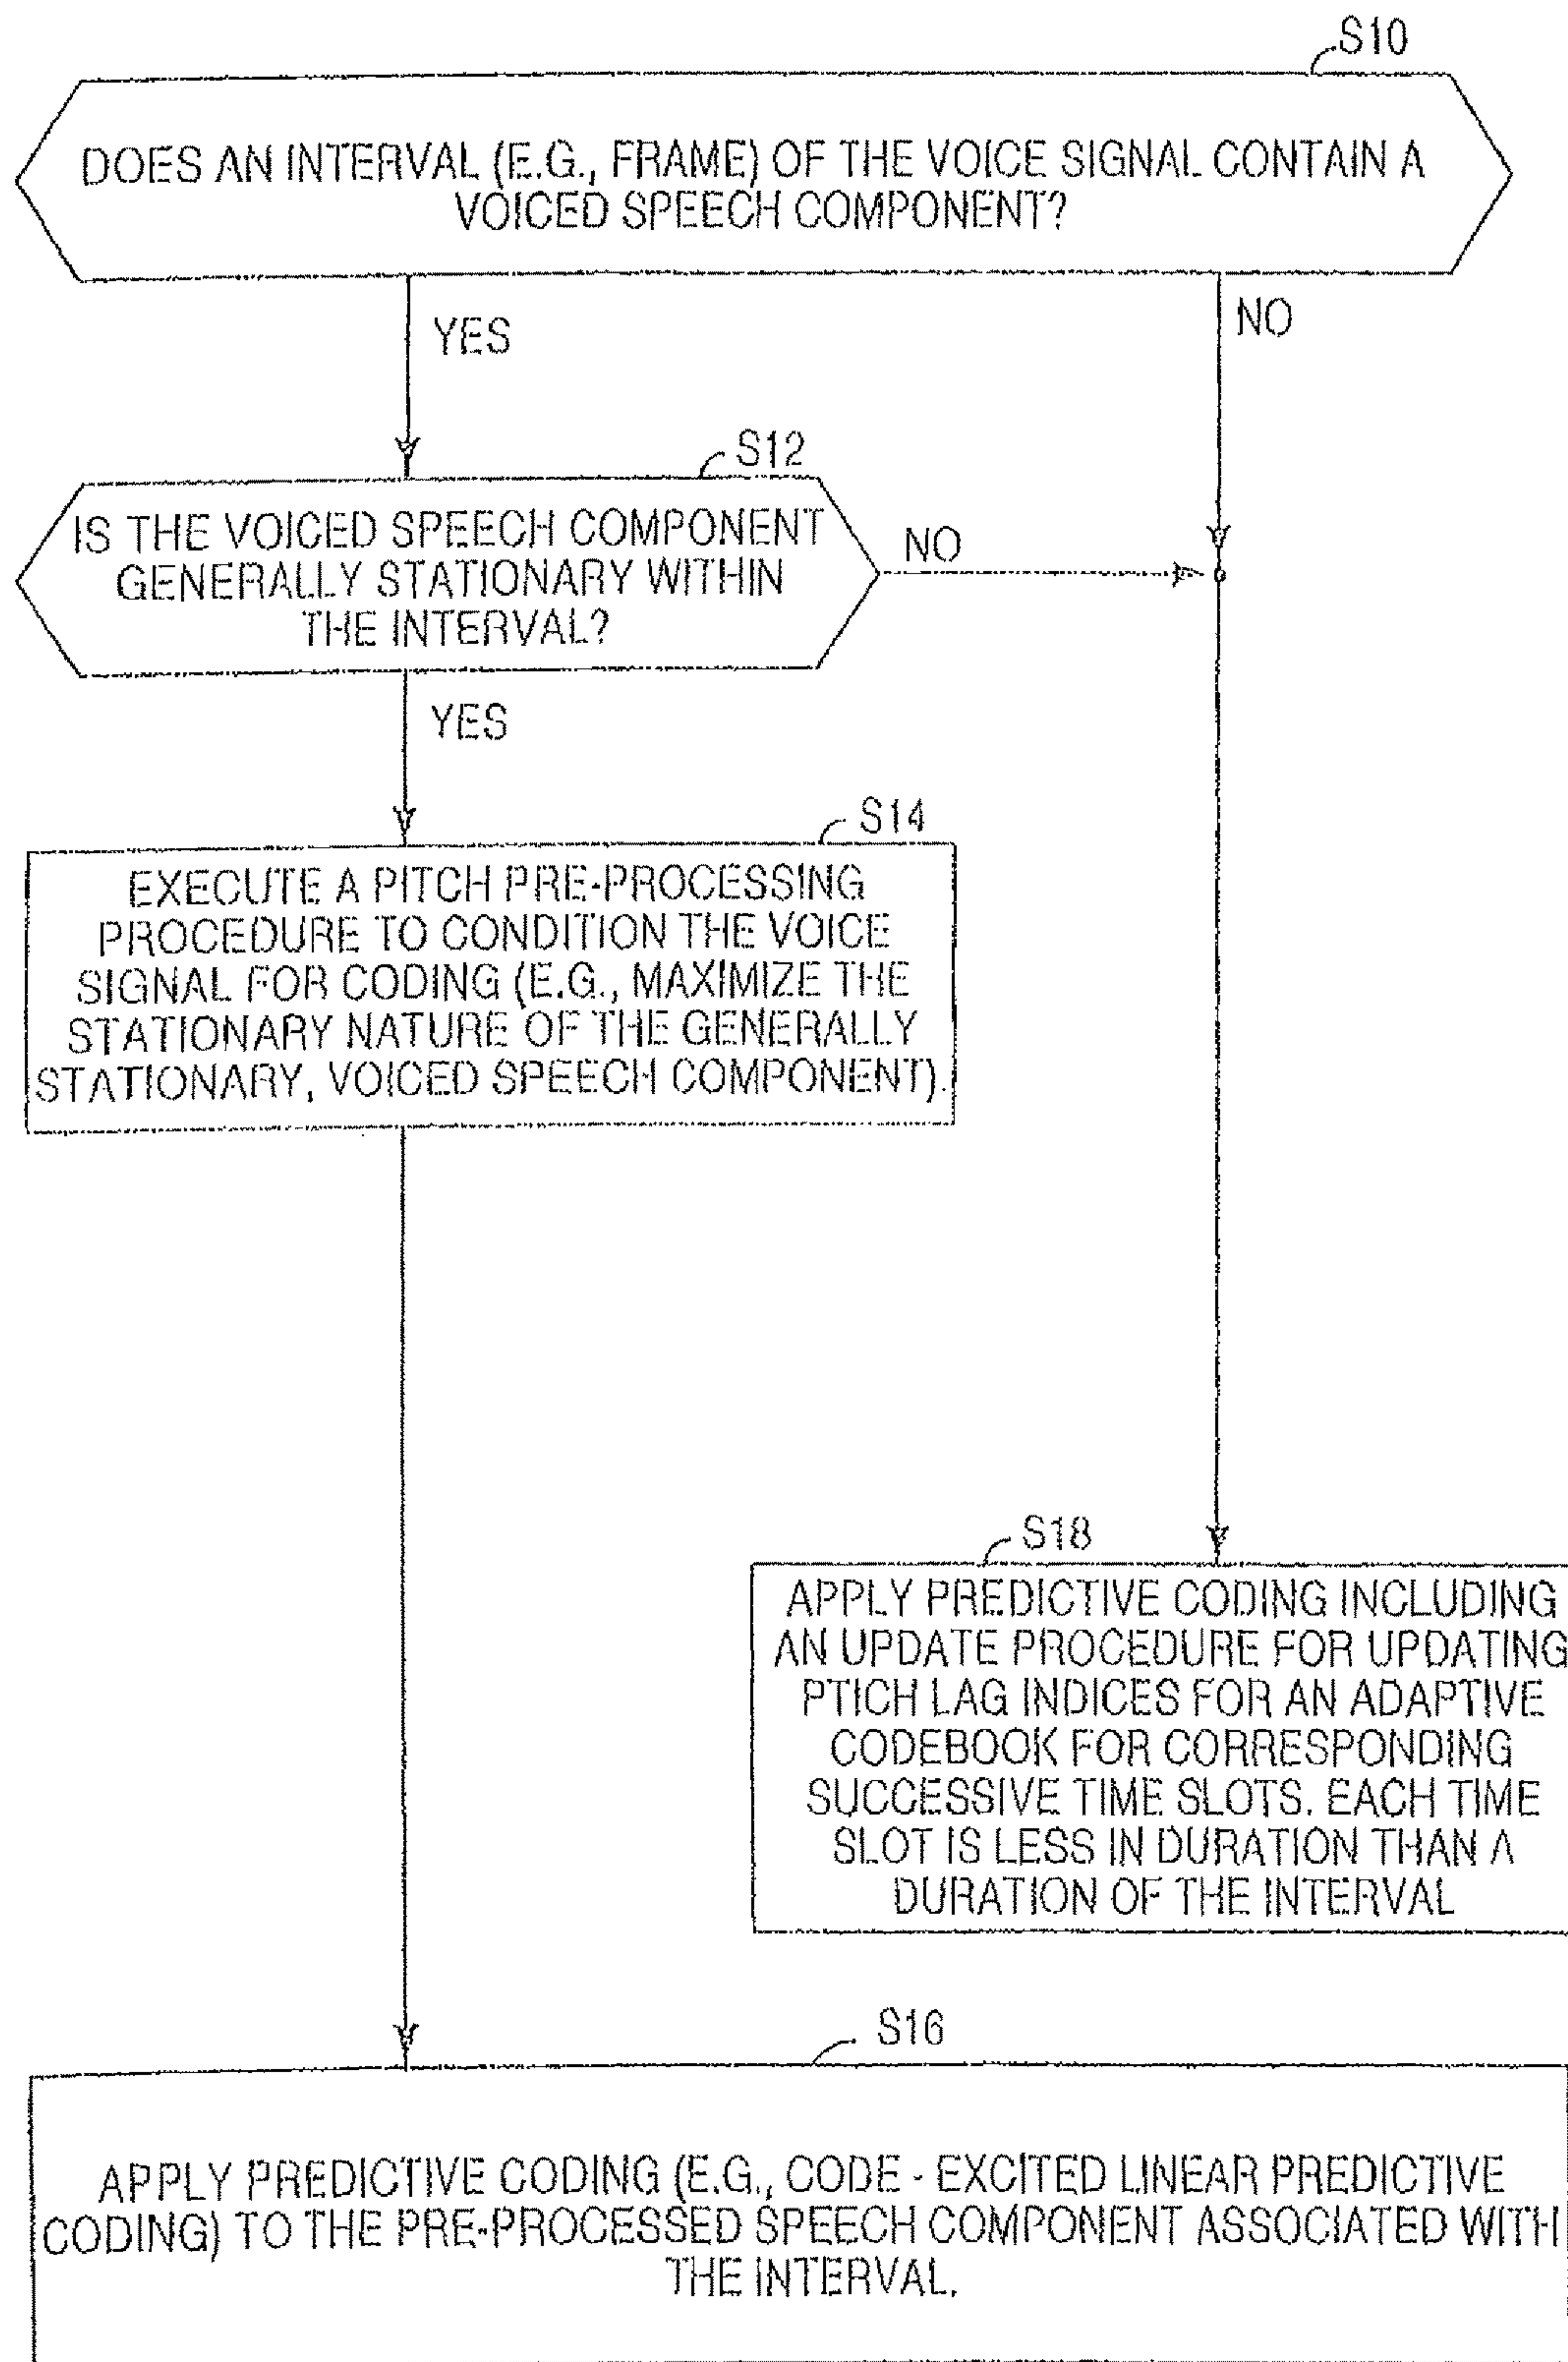 S10
DOES AN INTERVAL (E.G., FRAME) OF THE VOICE SIGNAL CONTAIN A
VOICED SPEECH COMPONENT?
YES
NO
S12
IS THE VOICED SPEECH COMPONENT
GENERALLY STATIONARY WITHIN
THE INTERVAL?
NO
YES
S14
EXECUTE A PITCH PRE-PROCESSING
PROCEDURE TO CONDITION THE VOICE
SIGNAL FOR CODING (E.G., MAXIMIZE THE
STATIONARY NATURE OF THE GENERALLY
STATIONARY, VOICED SPEECH COMPONENT).
S18
APPLY PREDICTIVE CODING INCLUDING
AN UPDATE PROCEDURE FOR UPDATING
PTICH LAG INDICES FOR AN ADAPTIVE
CODEBOOK FOR CORRESPONDING
SUCCESSIVE TIME SLOTS. EACH TIME
SLOT IS LESS IN DURATION THAN A
DURATION OF THE INTERVAL
S16
APPLY PREDICTIVE CODING (E.G., CODE - EXCITED LINEAR PREDICTIVE
CODING) TO THE PRE-PROCESSED SPEECH COMPONENT ASSOCIATED WITH
THE INTERVAL.